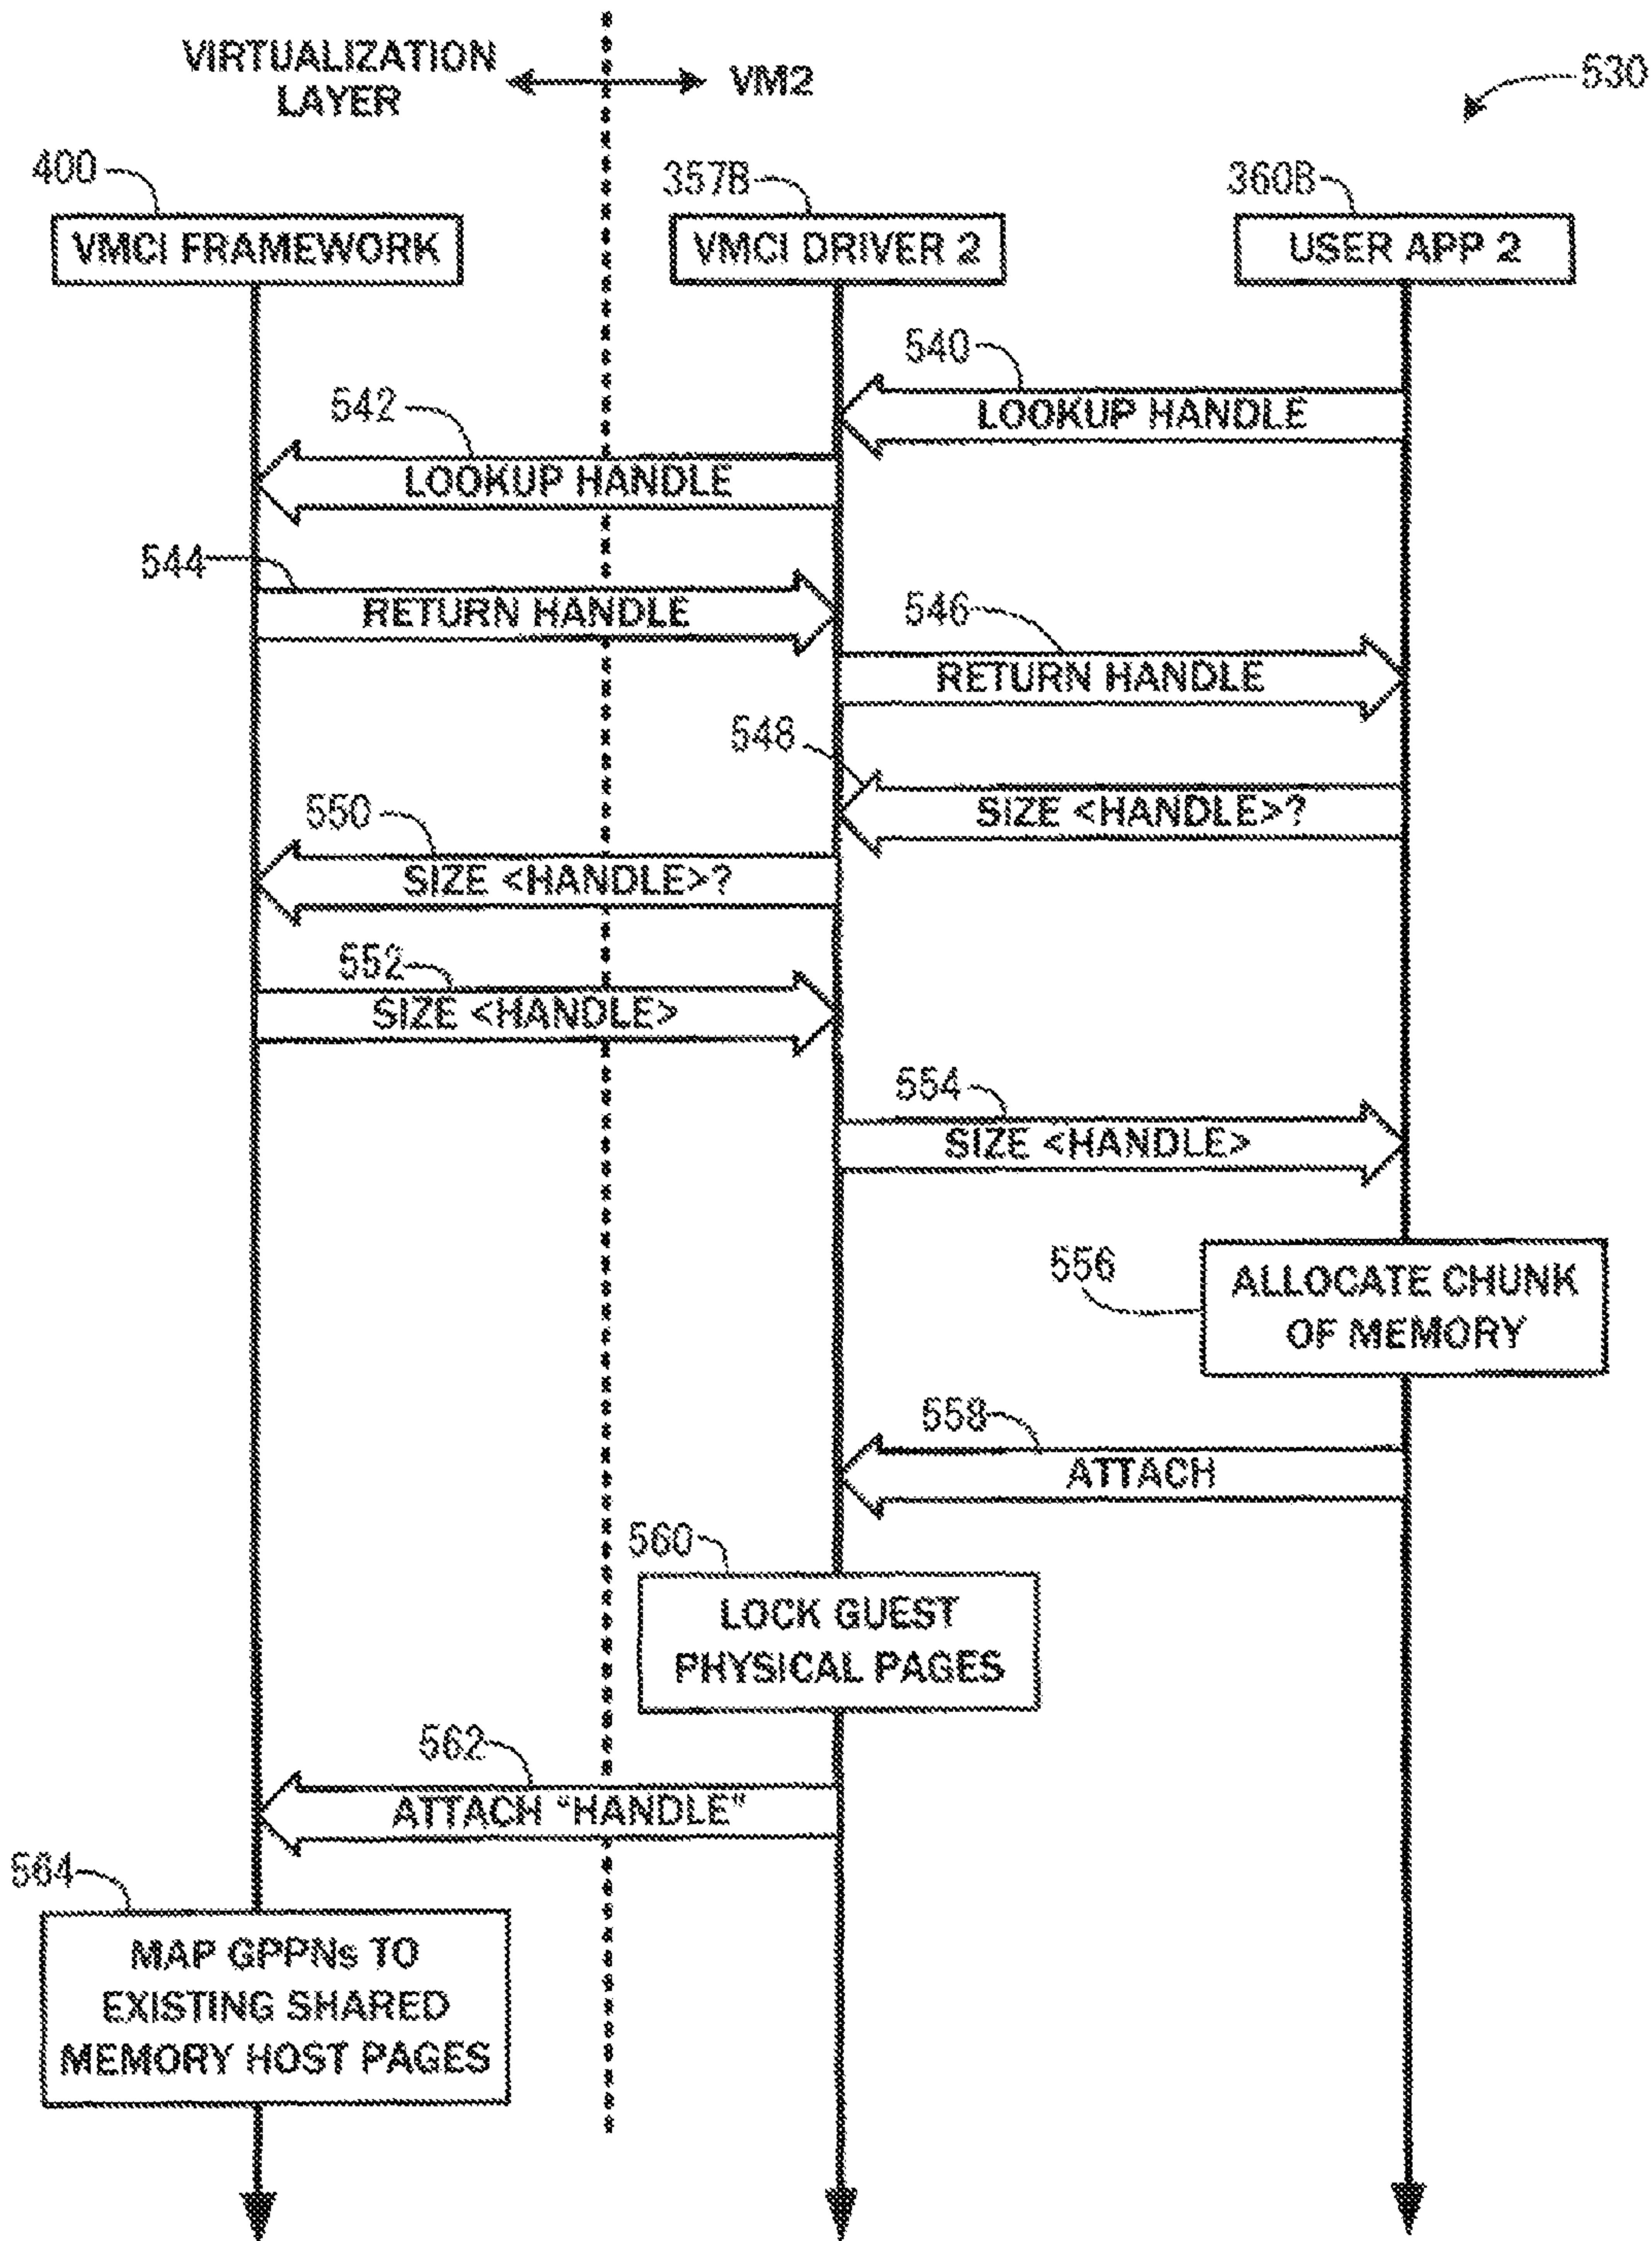 VIRTUALIZATION
LAYER
VM2
530
400
357B
360B
VMCI FRAMEWORK
VMCI DRIVER 2
USER APP 2
540
LOOKUP HANDLE
542
LOOKUP HANDLE
544
RETURN HANDLE
546
RETURN HANDLE
548
SIZE <HANDLE>?
550
SIZE <HANDLE>?
552
SIZE <HANDLE>
554
SIZE <HANDLE>
556
ALLOCATE CHUNK
OF MEMORY
558
ATTACH
560
LOCK GUEST
PHYSICAL PAGES
562
ATTACH "HANDLE"
564
MAP GPPNs TO
EXISTING SHARED
MEMORY HOST PAGES